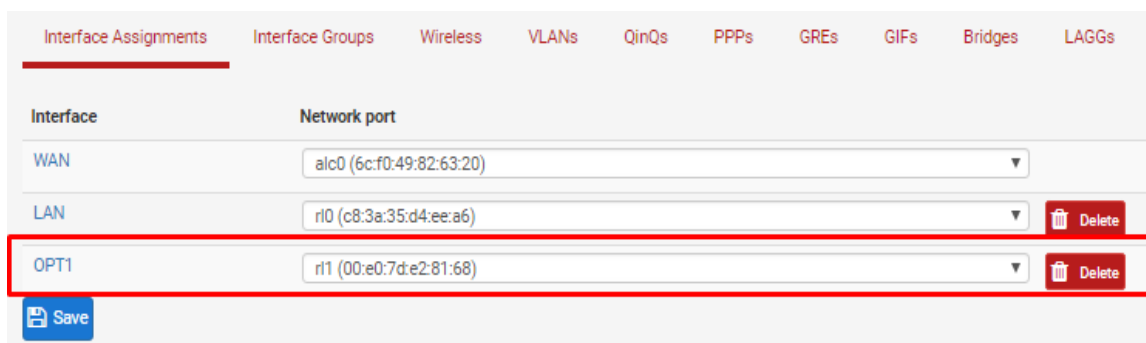 Interface Assignments Interface Groups Wireless VLANs QinQs PPPs GREs GIFs Bridges LAGGs
Interface Network port
WAN alc0 (6c:f0:49:82:63:20)
LAN rl0 (c8:3a:35:d4:ee:a6) Delete
OPT1 rl1 (00:e0:7d:e2:81:68) Delete
Save